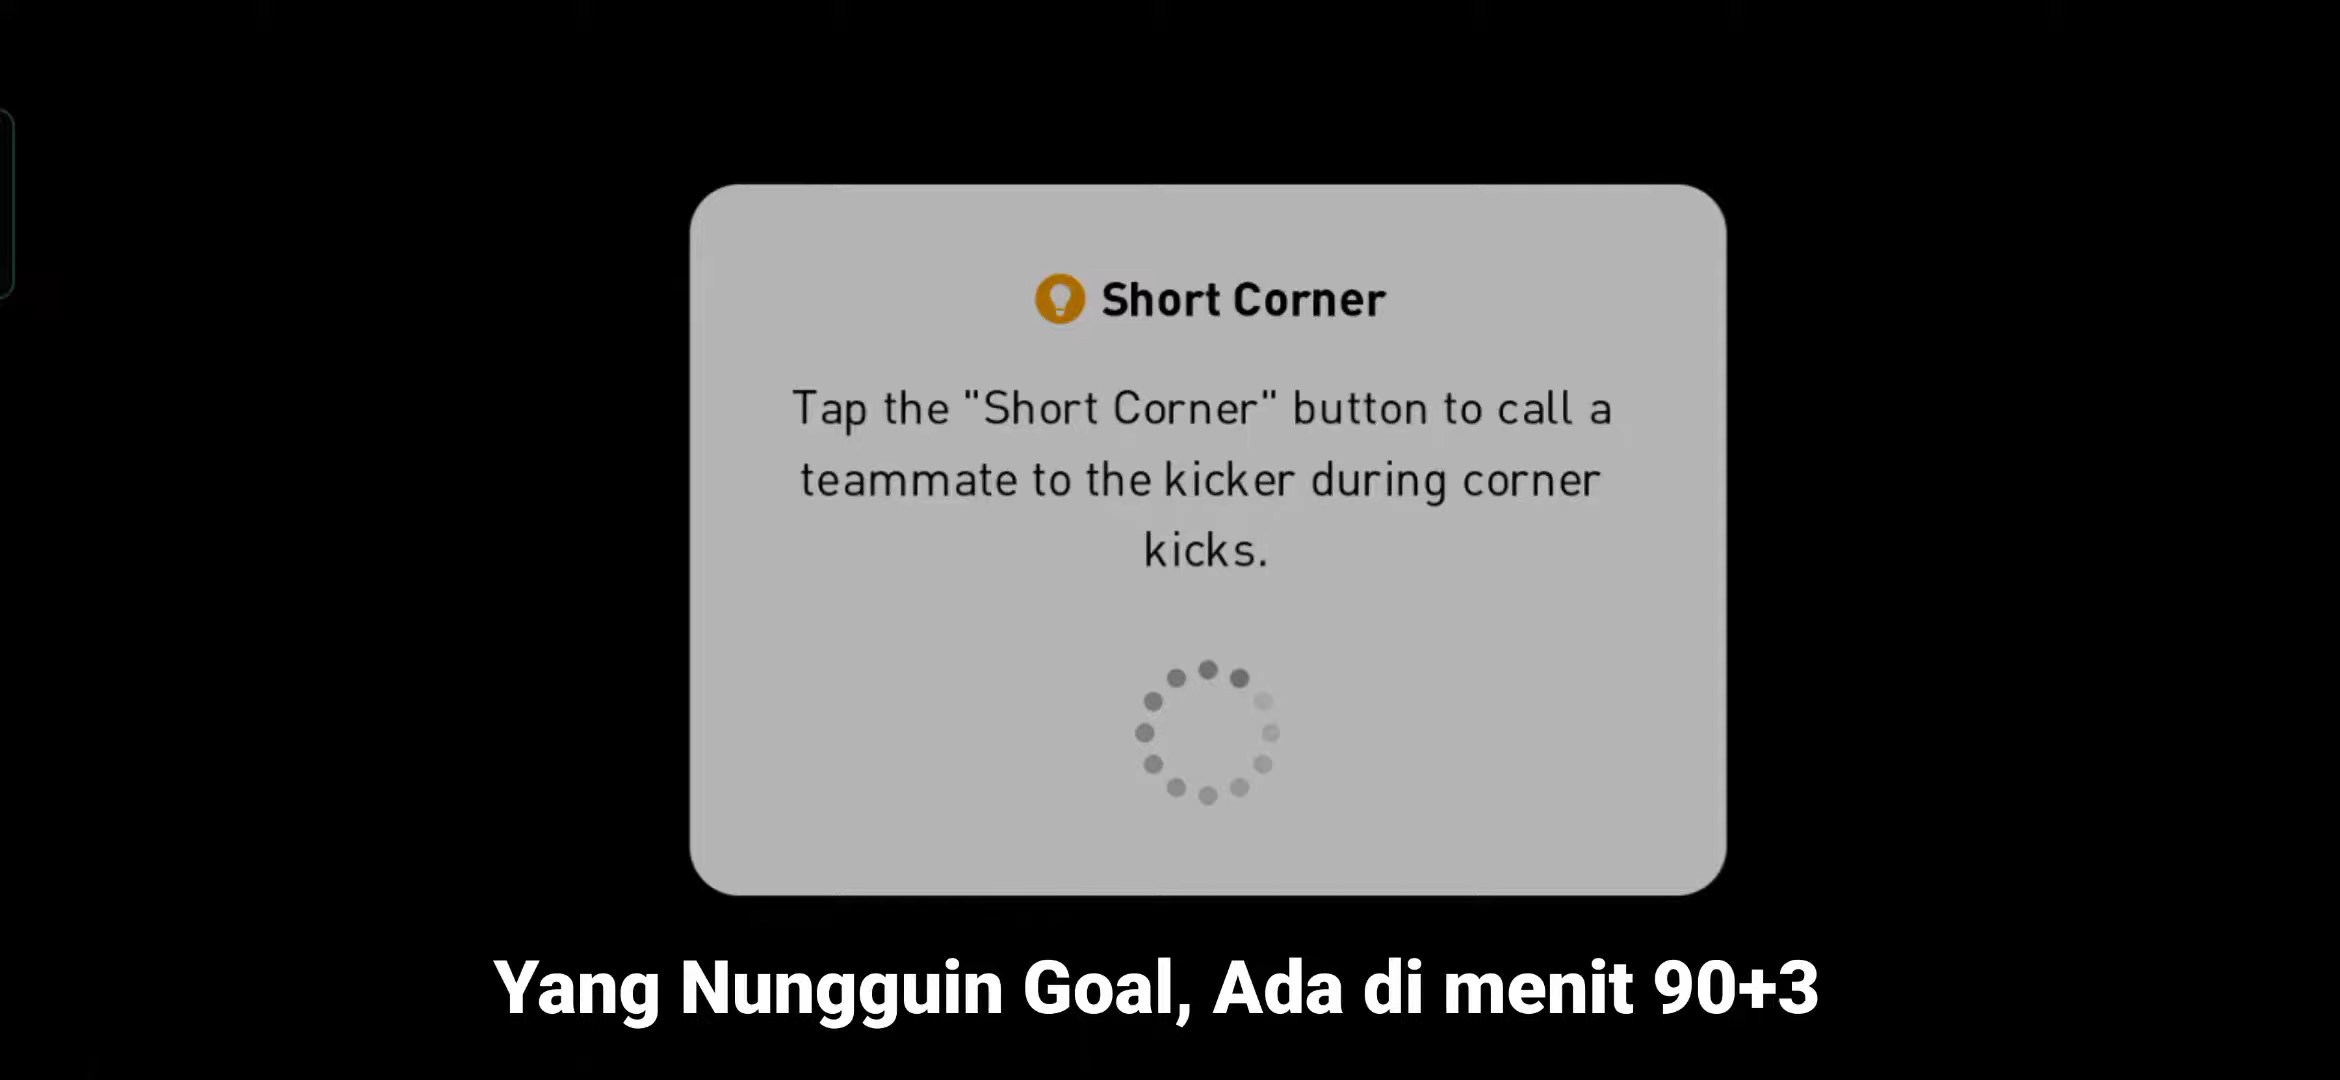 Short Corner
Tap the "Short Corner" button to call a
teammate to the kicker during corner
kicks.
Yang Nungguin Goal, Ada di menit 90+3